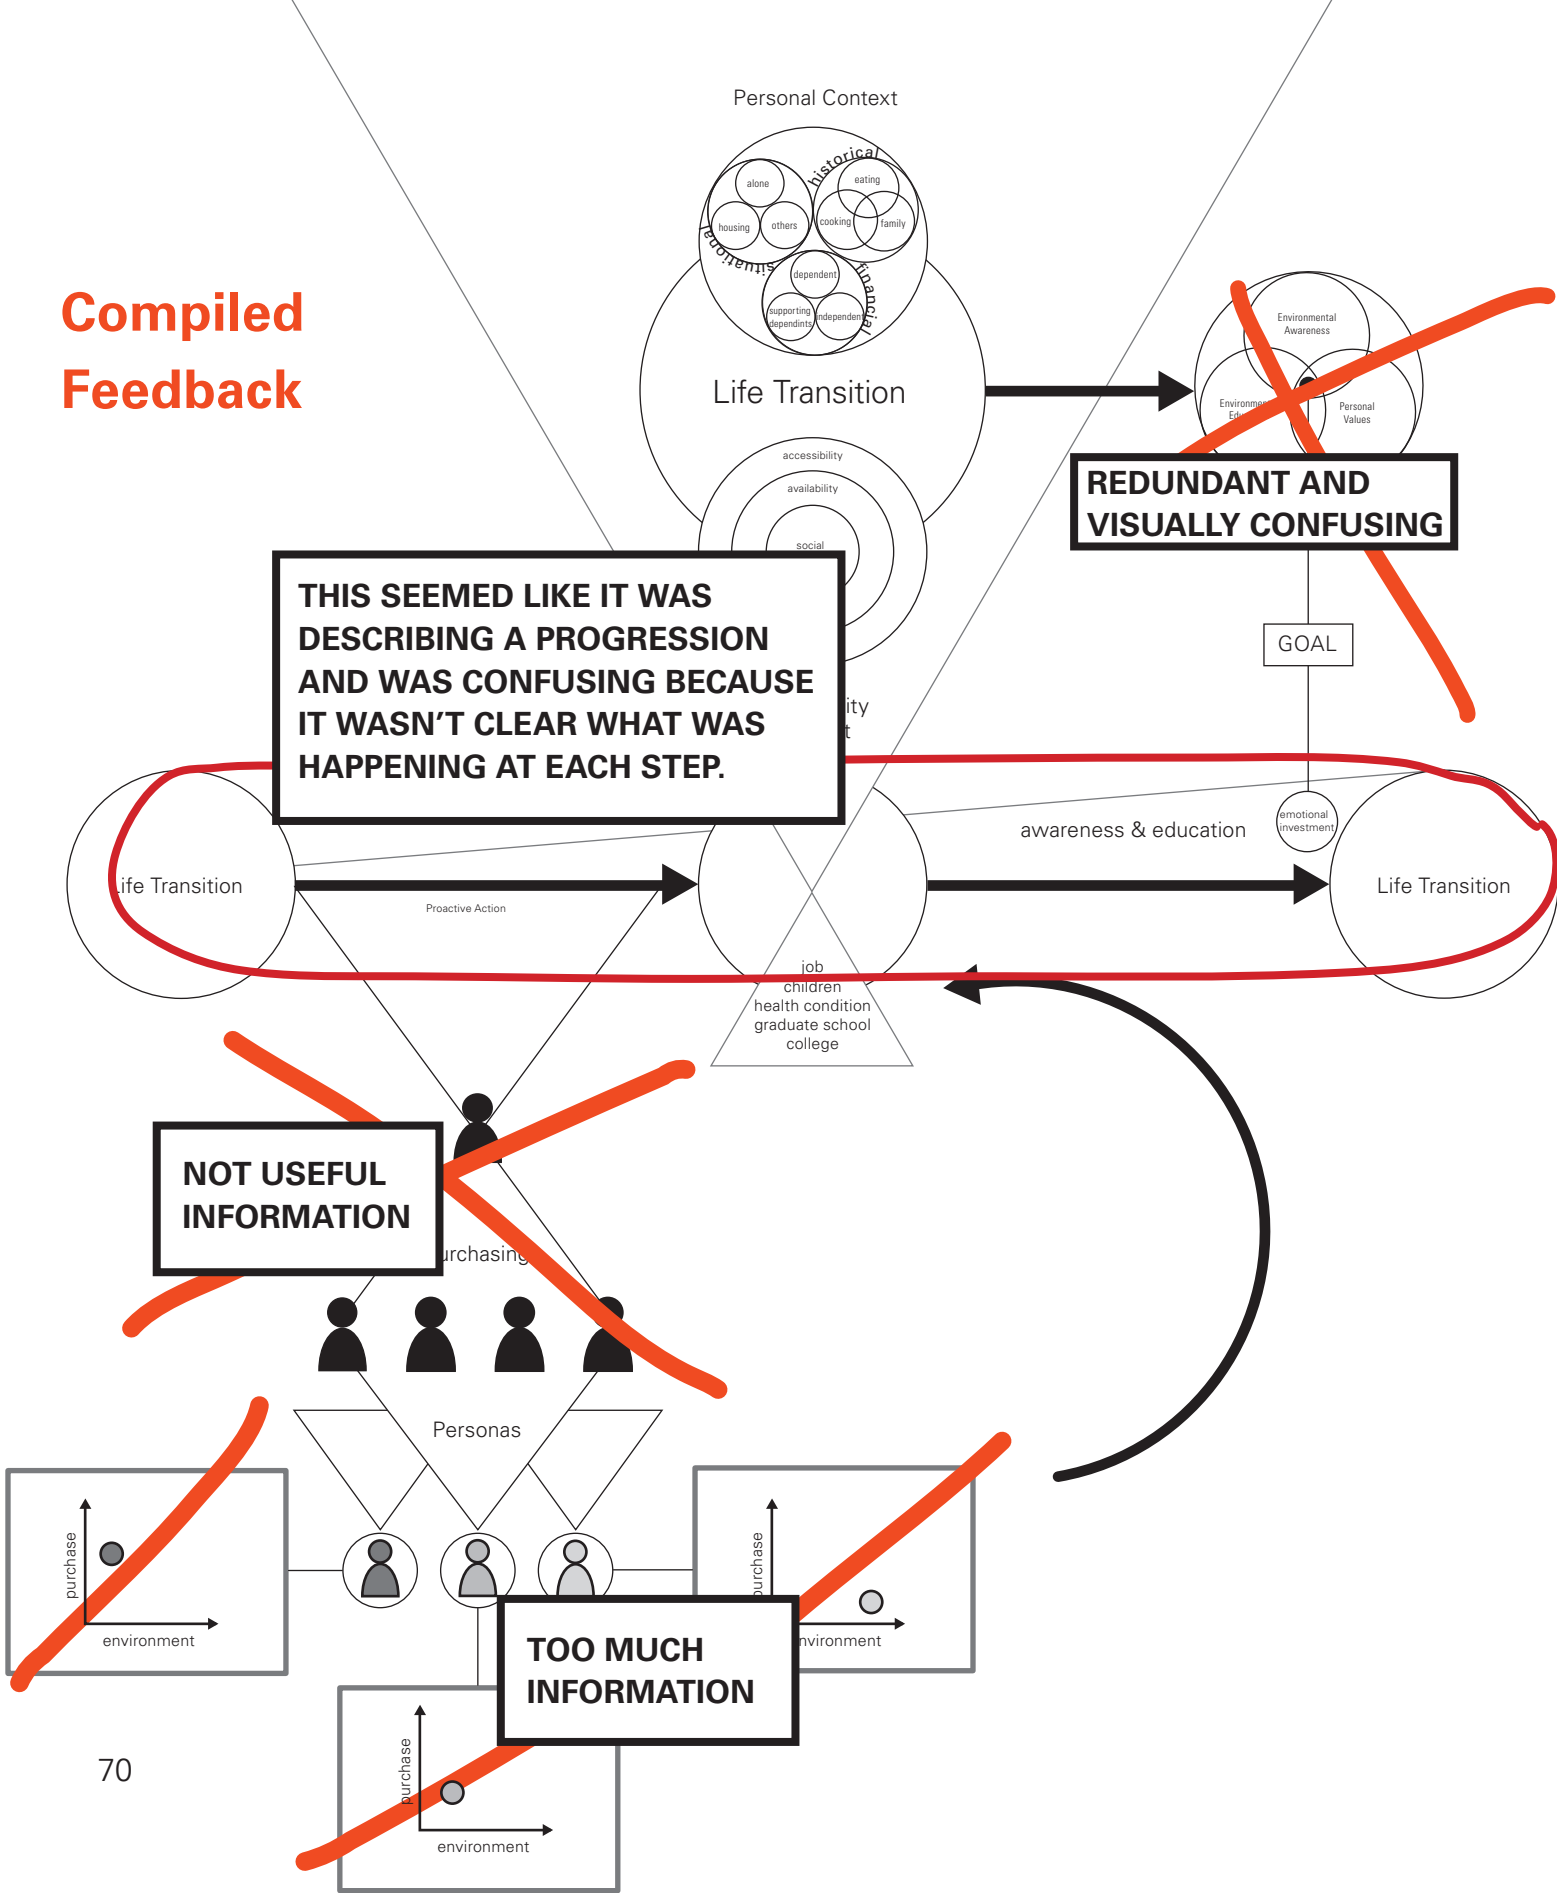 Personal Context
historical
alone
eating
housing
others
cooking
family
situational
dependent
financial
supporting
dependints
independent
Compiled
Feedback
Life Transition
Environmental
Awareness
Personal
Values
accessibility
availability
social
REDUNDANT AND
VISUALLY CONFUSING
THIS SEEMED LIKE IT WAS
DESCRIBING A PROGRESSION
AND WAS CONFUSING BECAUSE
IT WASN'T CLEAR WHAT WAS
HAPPENING AT EACH STEP.
GOAL
awareness & education
emotional
investment
Life Transition
Proactive Action
Life Transition
job
children
health condition
graduate school
college
NOT USEFUL
INFORMATION
Personas
purchase
environment
purchase
TOO MUCH
INFORMATION
purchase
environment
70